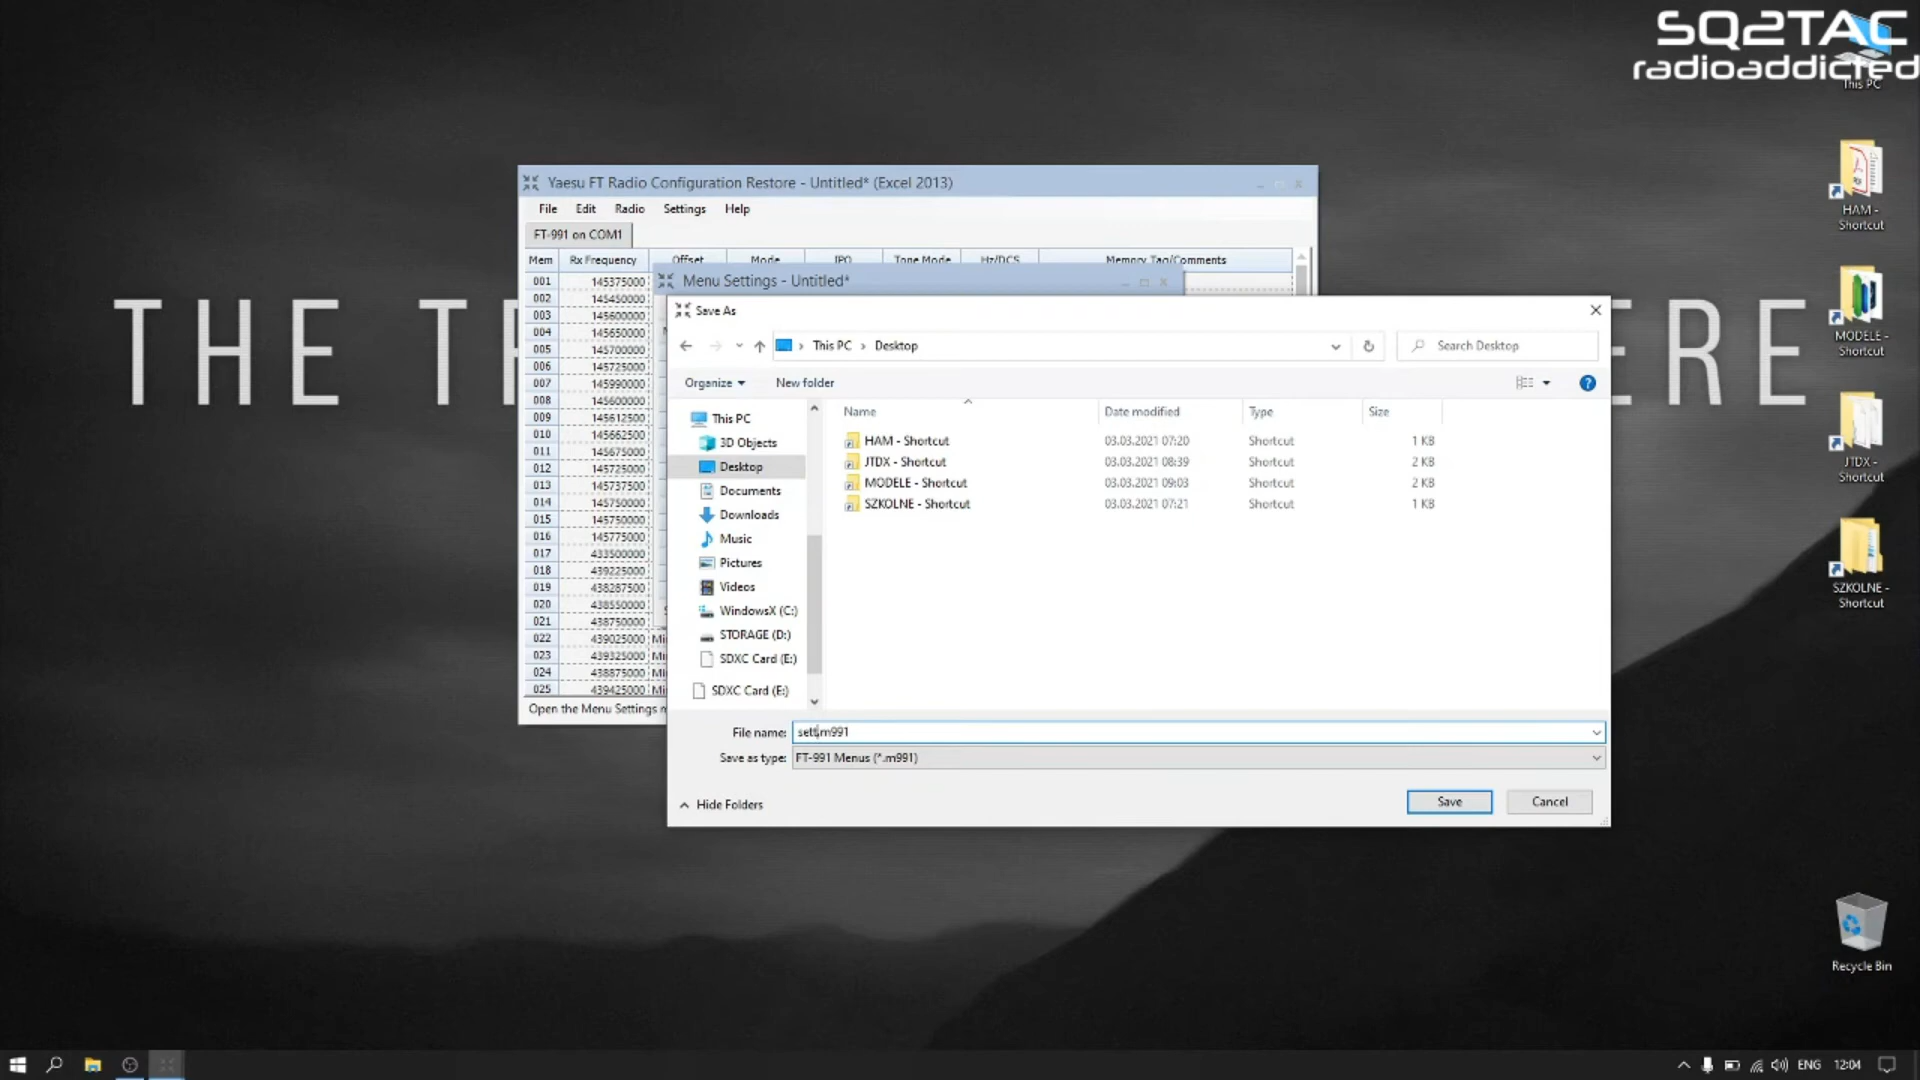 SQ2TAC
radioaddicted
This PC
HAM -
Shortcut
MODELE -
Shortcut
JTDX -
Shortcut
SZKOLNE -
Shortcut
Recycle Bin
THE TR
ERE
Yaesu FT Radio Configuration Restore - Untitled* (Excel 2013)
File Edit Radio Settings Help
FT-991 on COM1
Mem Rx Frequency Offset Mode IPO Tone Mode Hz/DCS Memory Tag/Comments
001 145375000
002 145450000
003 145600000
004 145650000
005 145700000
006 145725000
007 145990000
008 145600000
009 145612500
010 145662500
011 145675000
012 145725000
013 145737500
014 145750000
015 145750000
016 145775000
017 433500000
018 439225000
019 438287500
020 438550000
021 438750000
022 439025000 Mi
023 439325000 Mi
024 438875000 Mi
025 439425000 Mi
Open the Menu Settings
Menu Settings - Untitled*
Save As
This PC › Desktop
Search Desktop
Organize New folder
This PC
3D Objects
Desktop
Documents
Downloads
Music
Pictures
Videos
WindowsX (C:)
STORAGE (D:)
SDXC Card (E:)
SDXC Card (E:)
Name Date modified Type Size
HAM - Shortcut 03.03.2021 07:20 Shortcut 1 KB
JTDX - Shortcut 03.03.2021 08:39 Shortcut 2 KB
MODELE - Shortcut 03.03.2021 09:03 Shortcut 2 KB
SZKOLNE - Shortcut 03.03.2021 07:21 Shortcut 1 KB
File name: sett.m991
Save as type: FT-991 Menus (*.m991)
Hide Folders
Save Cancel
ENG 12:04